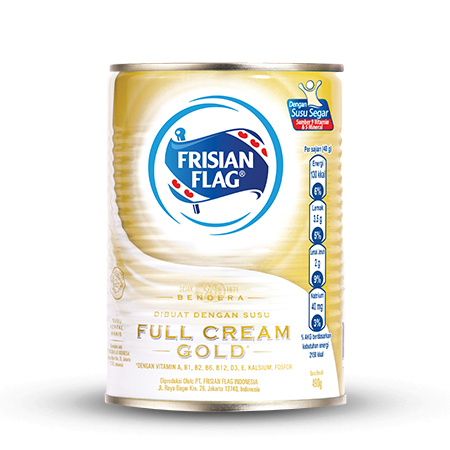 FRISIAN
FLAG®
Dengan
Susu Segar
Sumber 9 Vitamin
& 5 Mineral
Per sajian (40 g)
Energi
130 kkal
6%
Lemak
3.5 g
5%
Lemak Jenuh
2 g
9%
Natrium
40 mg
3%
% AKG berdasarkan
kebutuhan energi
2150 kkal
BENDERA
DIBUAT DENGAN SUSU
FULL CREAM
GOLD*
*DENGAN VITAMIN A, B1, B2, B6, B12, D3, E, KALSIUM, FOSFOR
Diproduksi Oleh: PT. FRISIAN FLAG INDONESIA
Jl. Raya Bogor Km. 26, Jakarta 13740, Indonesia
490g